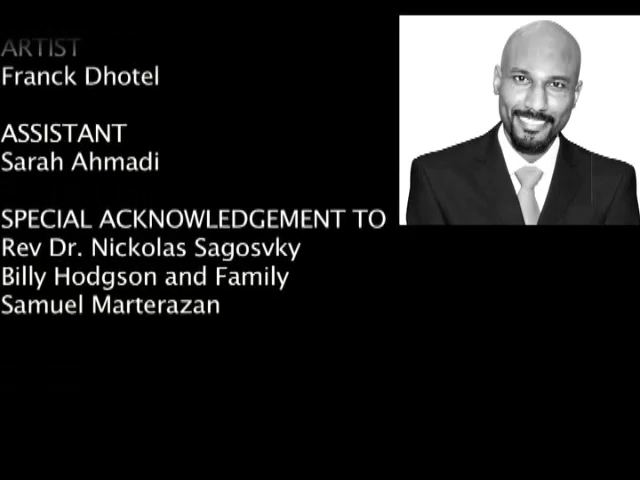 ARTIST
Franck Dhotel
ASSISTANT
Sarah Ahmadi
SPECIAL ACKNOWLEDGEMENT TO
Rev Dr. Nickolas Sagosvky
Billy Hodgson and Family
Samuel Marterazan